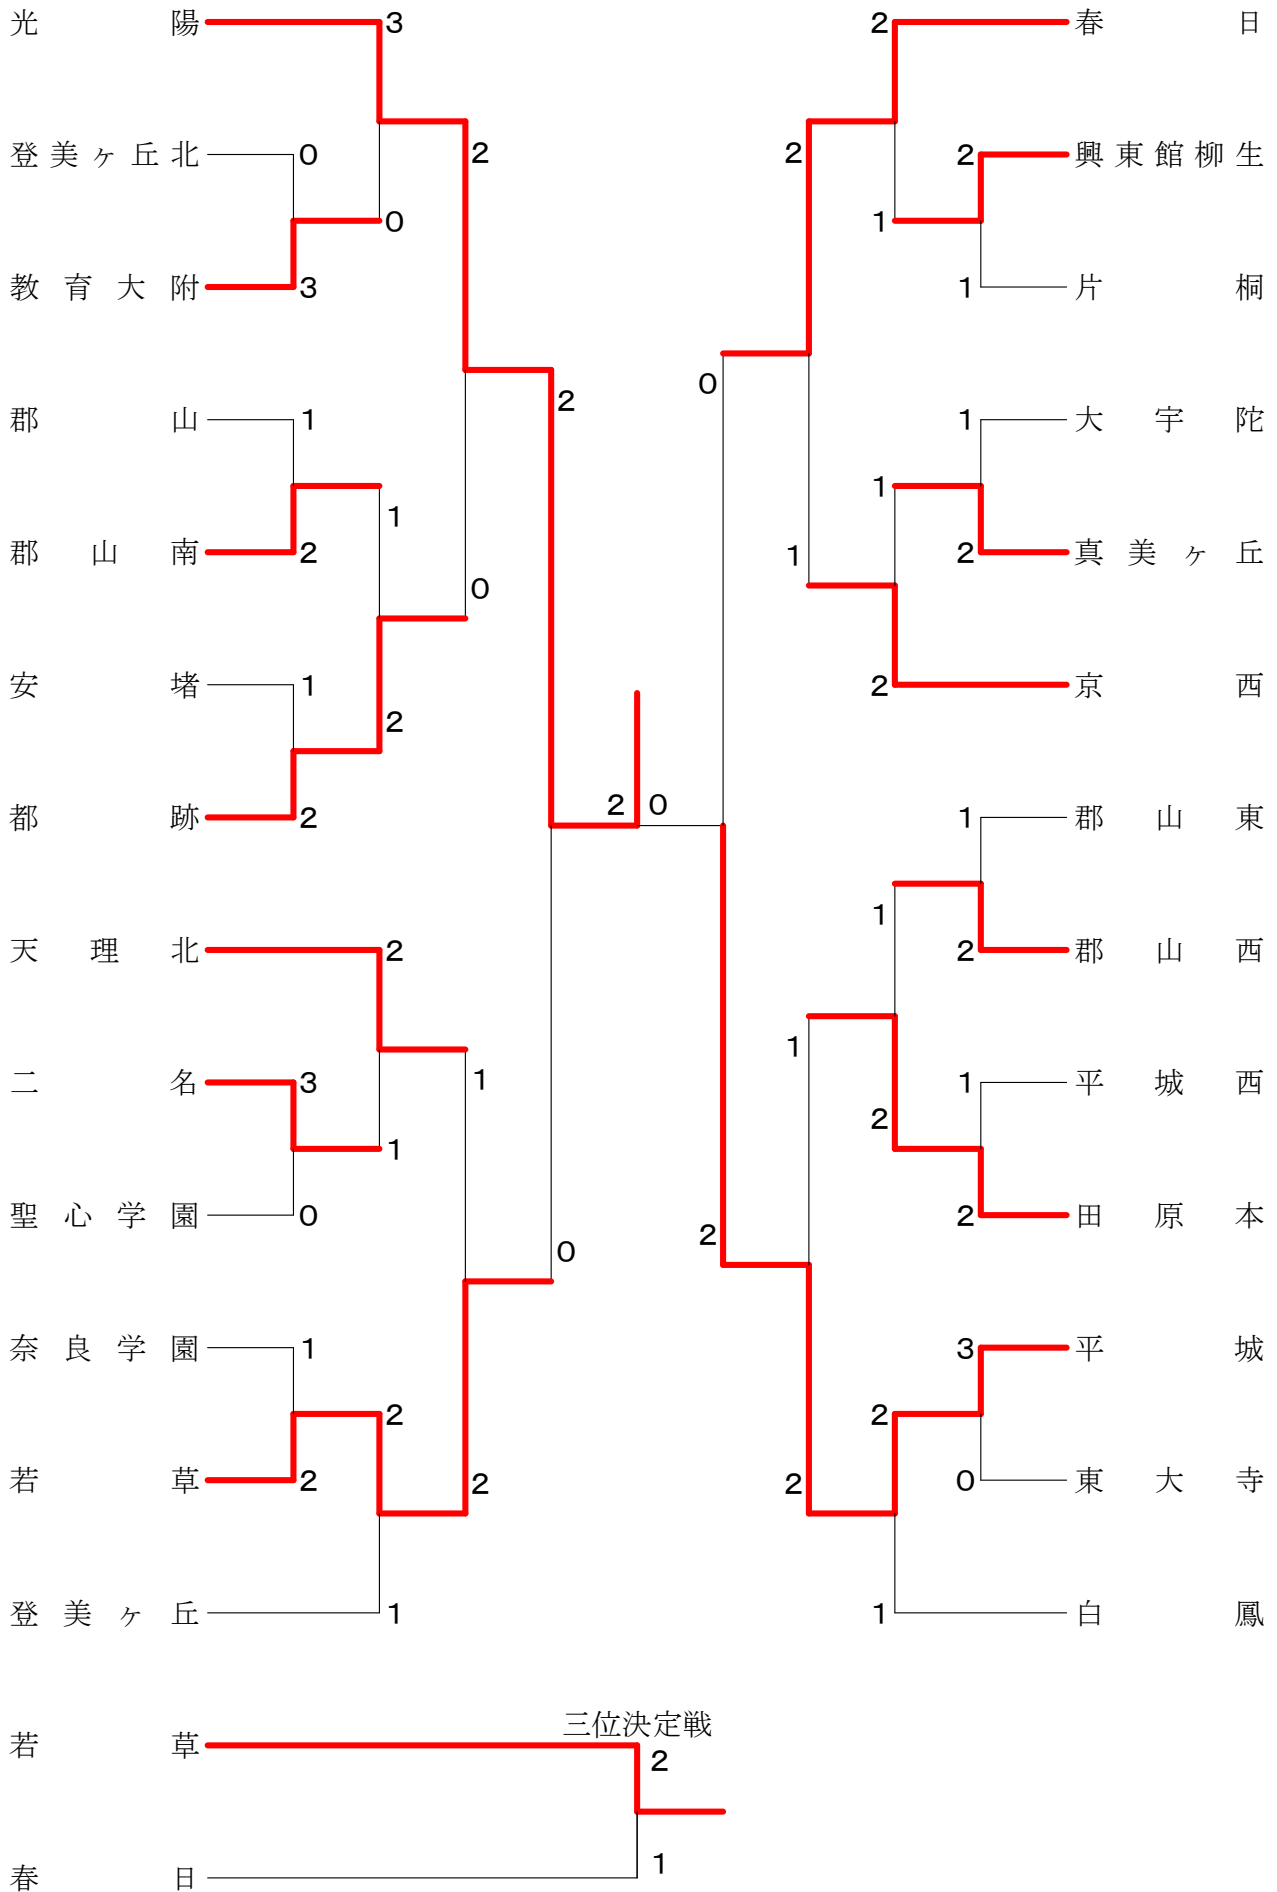 光陽 3 2 春日
登美ヶ丘北 0 2 2 2 興東館柳生
0 1
教育大附 3 1 片桐
2 0
郡山 1 1 大宇陀
1 1
郡山南 2 1 2 真美ヶ丘
0
安堵 1 2 京西
2
都跡 2 2 0 1 郡山東
1
天理北 2 2 郡山西
1
二名 3 1 1 平城西
1 2
聖心学園 0 2 田原本
0 2
奈良学園 1 3 平城
2 2
若草 2 2 2 0 東大寺
登美ヶ丘 1 1 白鳳
三位決定戦
若草 2
春日 1